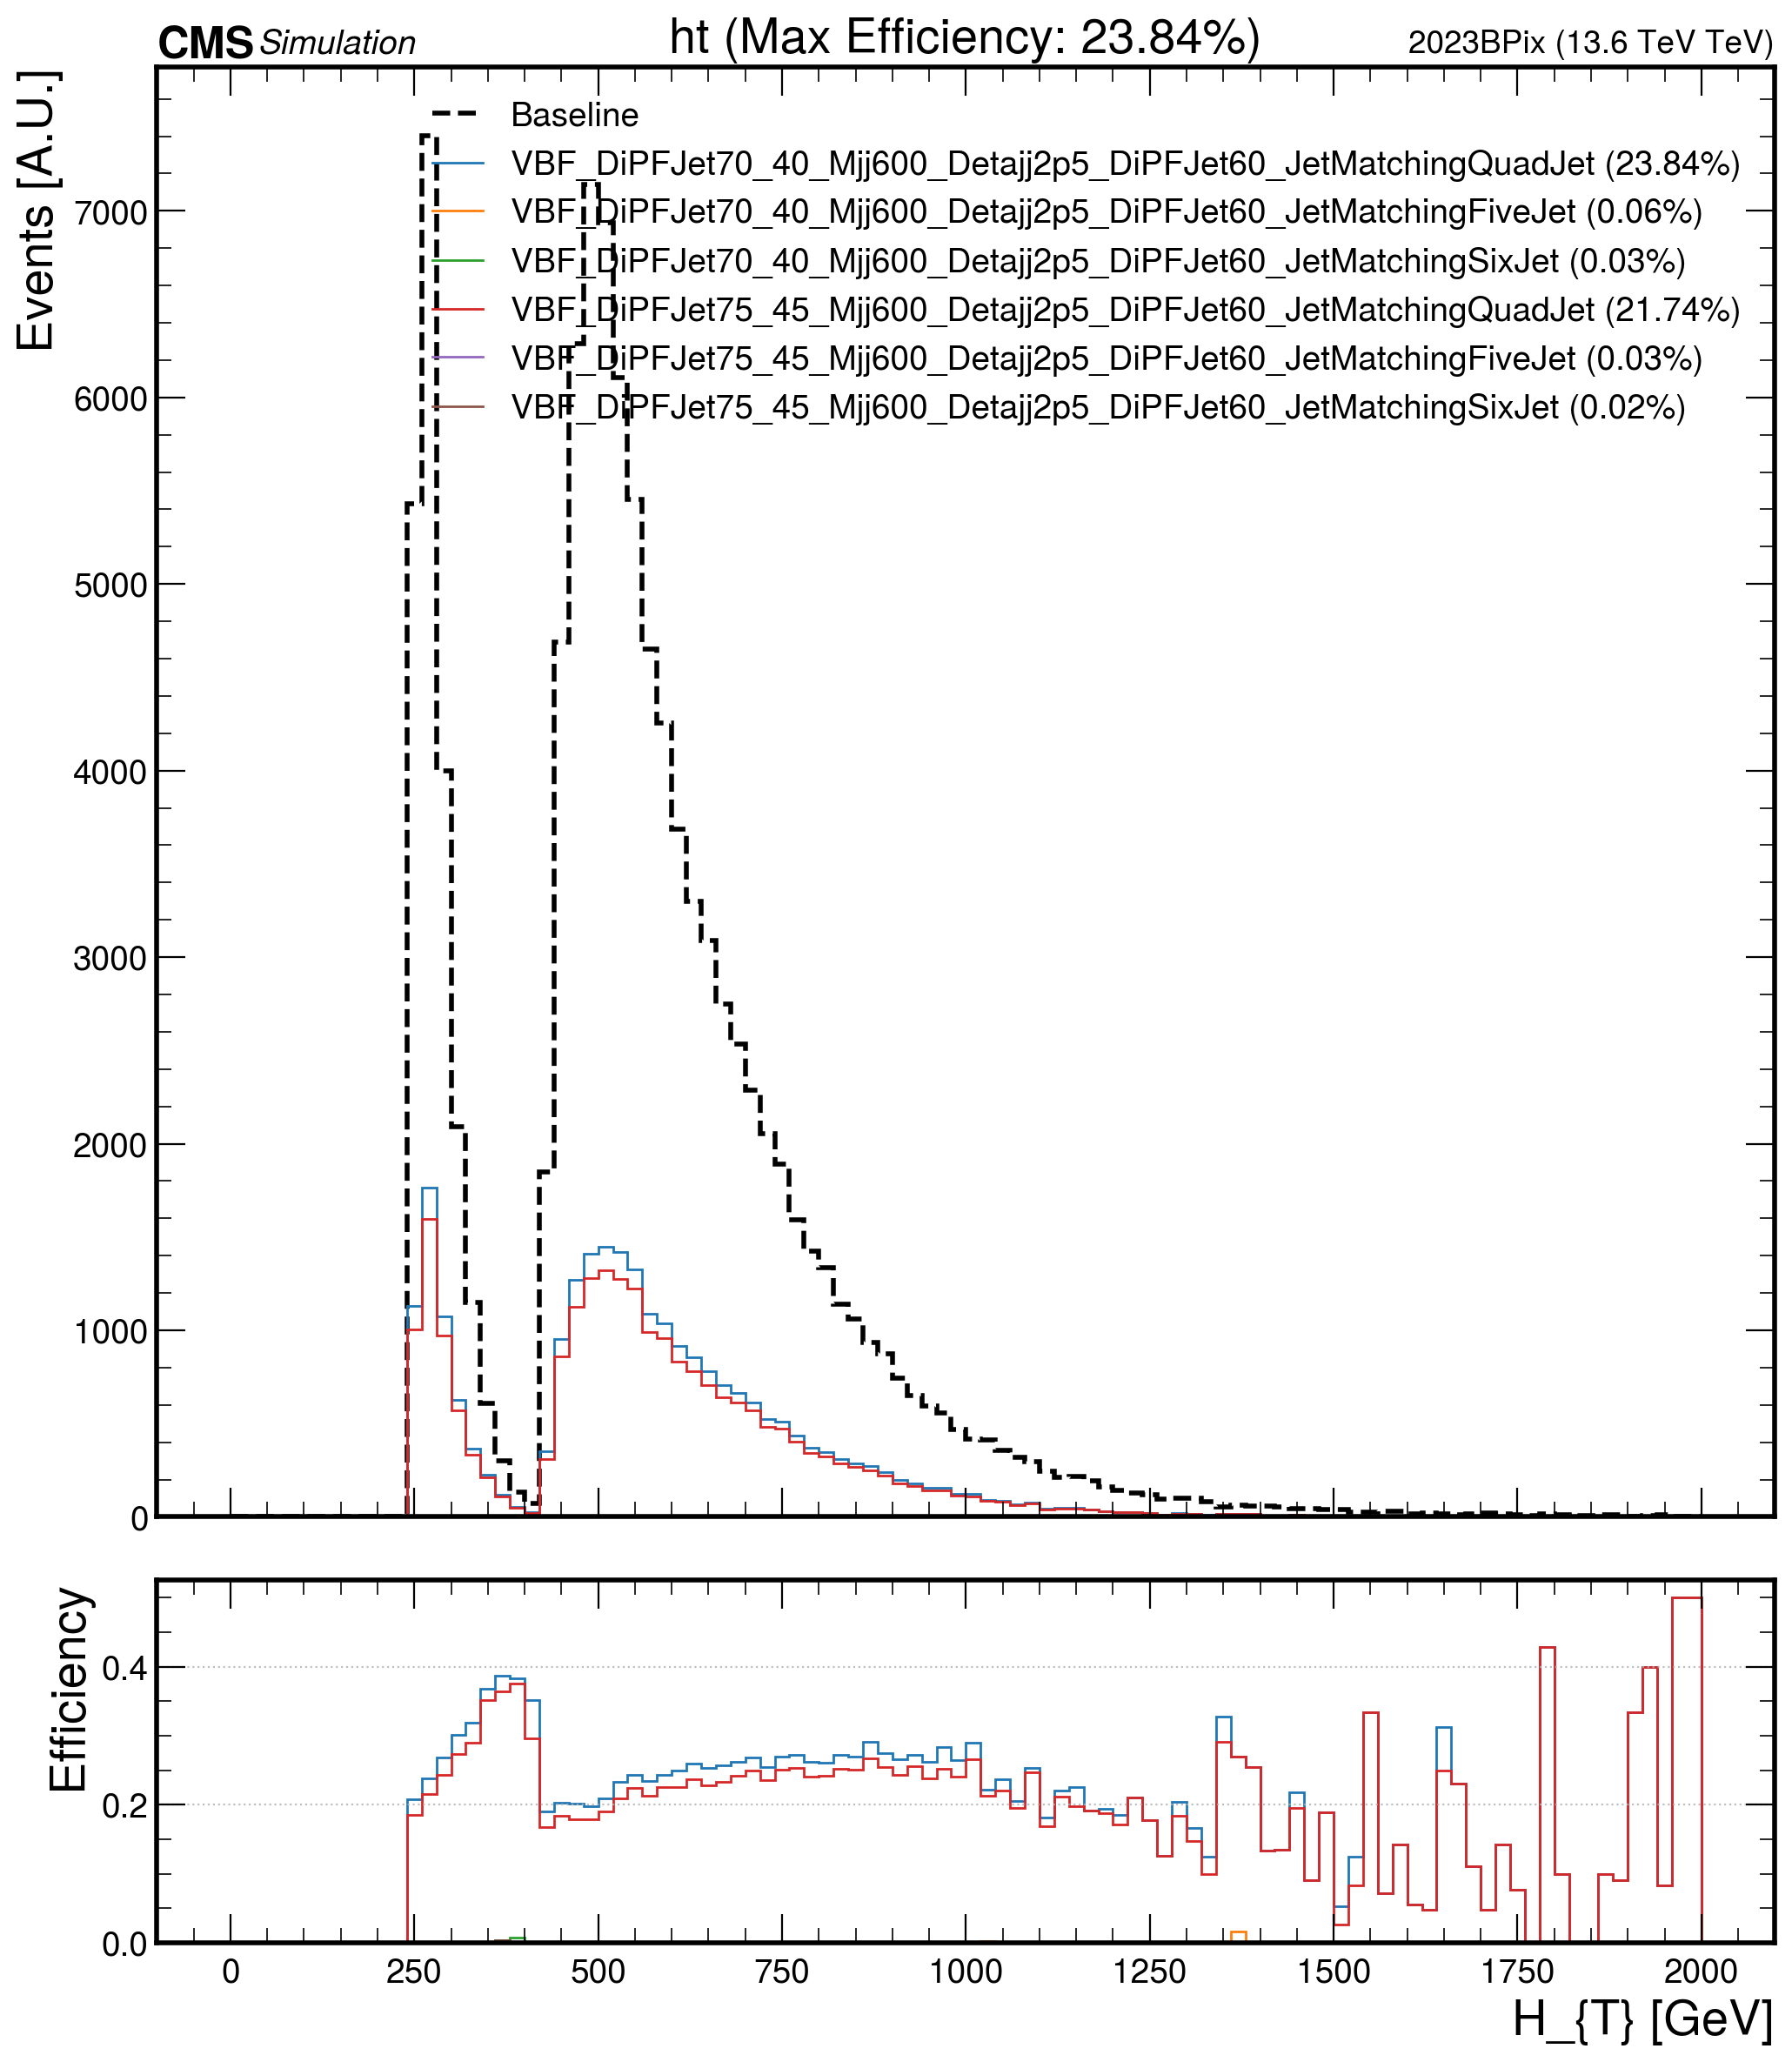 CMS Simulation
ht (Max Efficiency: 23.84%)
2023BPix (13.6 TeV TeV)
Events [A.U.]
7000
6000
5000
4000
3000
2000
1000
0
Baseline
VBF_DiPFJet70_40_Mjj600_Detajj2p5_DiPFJet60_JetMatchingQuadJet (23.84%)
VBF_DiPFJet70_40_Mjj600_Detajj2p5_DiPFJet60_JetMatchingFiveJet (0.06%)
VBF_DiPFJet70_40_Mjj600_Detajj2p5_DiPFJet60_JetMatchingSixJet (0.03%)
VBF_DiPFJet75_45_Mjj600_Detajj2p5_DiPFJet60_JetMatchingQuadJet (21.74%)
VBF_DiPFJet75_45_Mjj600_Detajj2p5_DiPFJet60_JetMatchingFiveJet (0.03%)
VBF_DiPFJet75_45_Mjj600_Detajj2p5_DiPFJet60_JetMatchingSixJet (0.02%)
Efficiency
0.4
0.2
0.0
0 250 500 750 1000 1250 1500 1750 2000
H_{T} [GeV]